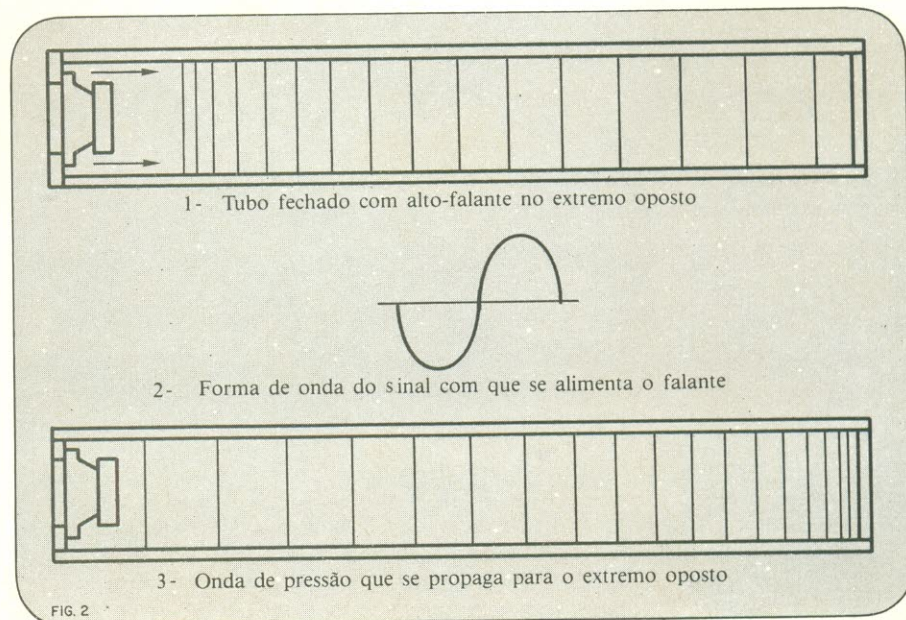 1- Tubo fechado com alto-falante no extremo oposto
2- Forma de onda do sinal com que se alimenta o falante
3- Onda de pressão que se propaga para o extremo oposto
FIG. 2